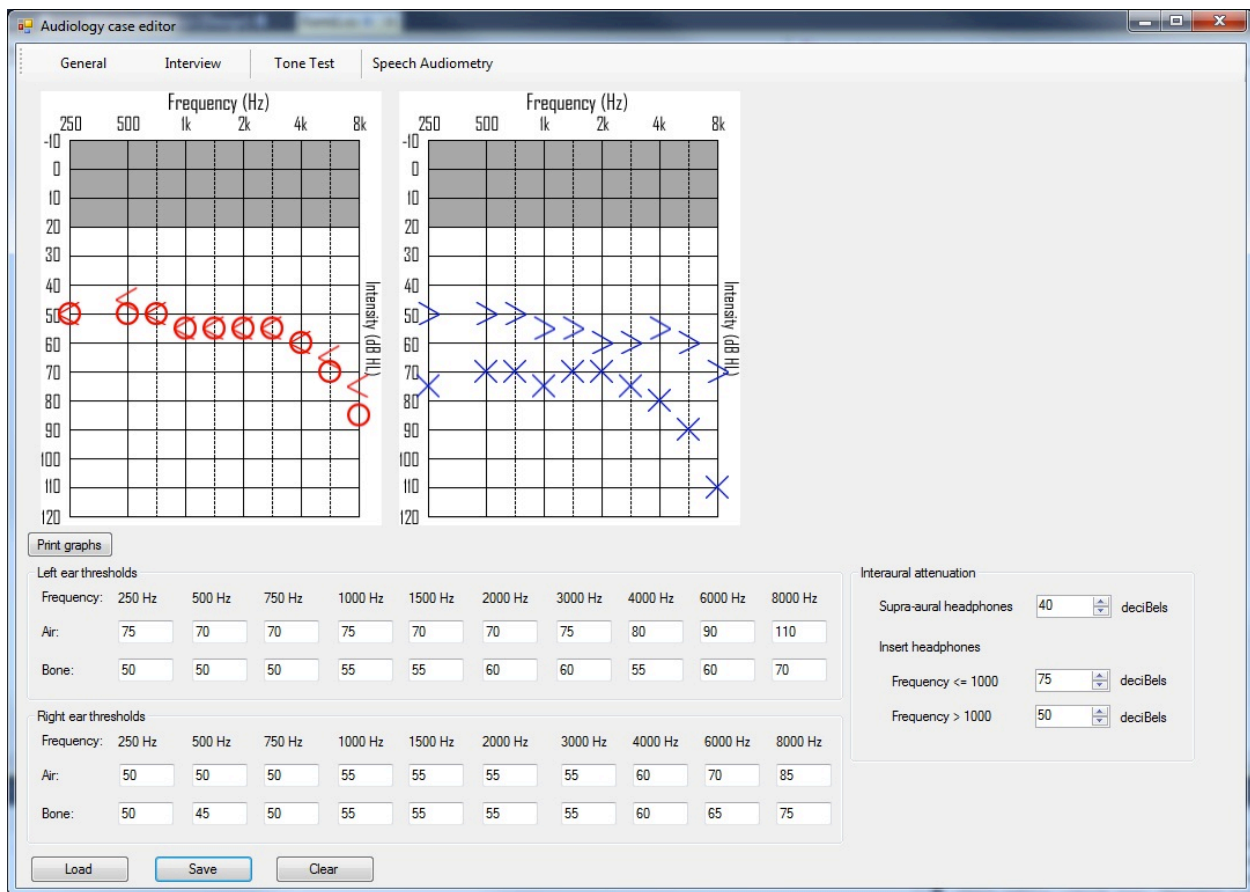 Audiology case editor
General Interview Tone Test Speech Audiometry
Frequency (Hz)
250 500 1k 2k 4k 8k
-10
0
10
20
30
40
50
60
70
80
90
100
110
120
Intensity (dB HL)
Frequency (Hz)
250 500 1k 2k 4k 8k
-10
0
10
20
30
40
50
60
70
80
90
100
110
120
Intensity (dB HL)
Print graphs
Left ear thresholds
Frequency: 250 Hz 500 Hz 750 Hz 1000 Hz 1500 Hz 2000 Hz 3000 Hz 4000 Hz 6000 Hz 8000 Hz
Air: 75 70 70 75 70 70 75 80 90 110
Bone: 50 50 50 55 55 60 60 55 60 70
Right ear thresholds
Frequency: 250 Hz 500 Hz 750 Hz 1000 Hz 1500 Hz 2000 Hz 3000 Hz 4000 Hz 6000 Hz 8000 Hz
Air: 50 50 50 55 55 55 55 60 70 85
Bone: 50 45 50 55 55 55 55 60 65 75
Interaural attenuation
Supra-aural headphones 40 deciBels
Insert headphones
Frequency <= 1000 75 deciBels
Frequency > 1000 50 deciBels
Load Save Clear